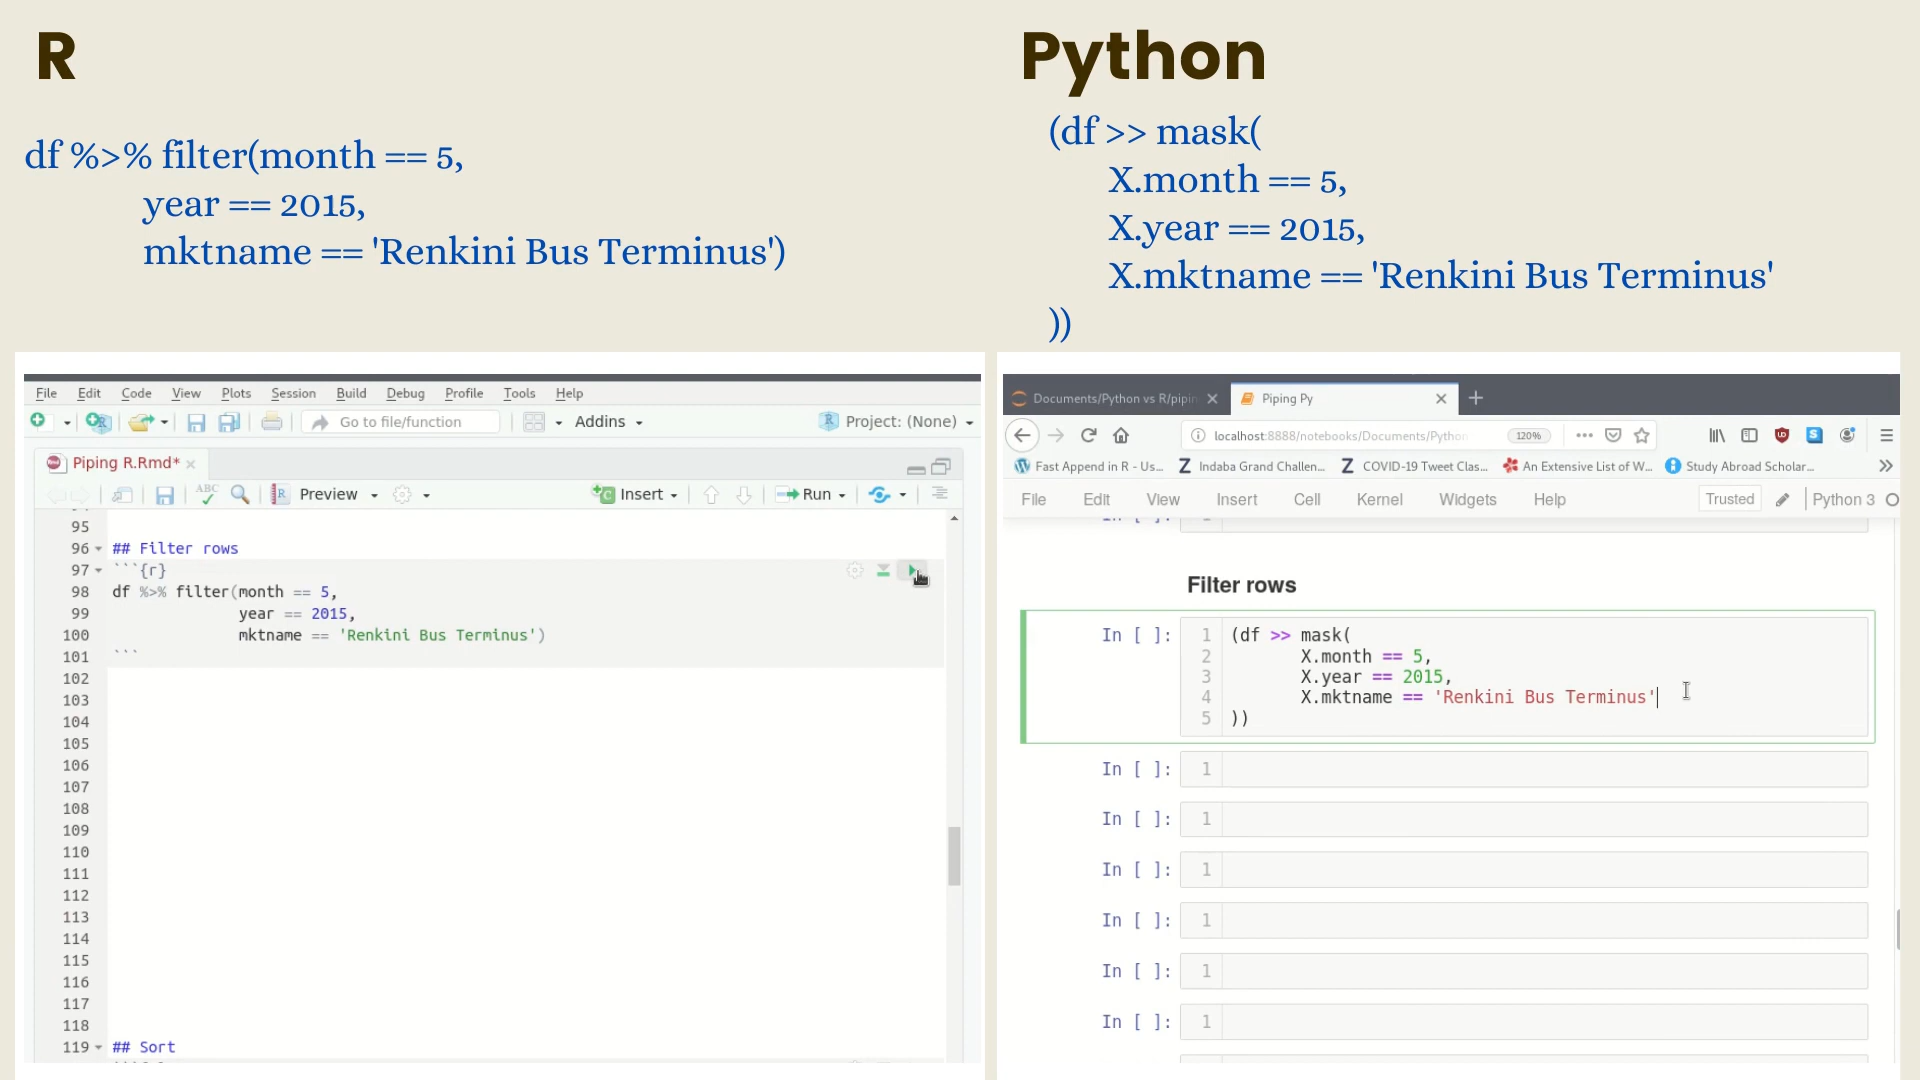 R
df %>% filter(month == 5,
year == 2015,
mktname == 'Renkini Bus Terminus')
Python
(df >> mask(
X.month == 5,
X.year == 2015,
X.mktname == 'Renkini Bus Terminus'
))
File Edit Code View Plots Session Build Debug Profile Tools Help
Go to file/function Addins Project: (None)
Piping R.Rmd*
ABC Preview Insert Run
95
96 ## Filter rows
97 ```{r}
98 df %>% filter(month == 5,
99 year == 2015,
100 mktname == 'Renkini Bus Terminus')
101 ```
102
103
104
105
106
107
108
109
110
111
112
113
114
115
116
117
118
119 ## Sort
Documents/Python vs R/pipin Piping Py
localhost:8888/notebooks/Documents/Python 120%
Fast Append in R - Us... Indaba Grand Challen... COVID-19 Tweet Clas... An Extensive List of W... Study Abroad Scholar...
File Edit View Insert Cell Kernel Widgets Help Trusted Python 3
Filter rows
In [ ]: 1 (df >> mask(
2 X.month == 5,
3 X.year == 2015,
4 X.mktname == 'Renkini Bus Terminus'
5 ))
In [ ]: 1
In [ ]: 1
In [ ]: 1
In [ ]: 1
In [ ]: 1
In [ ]: 1